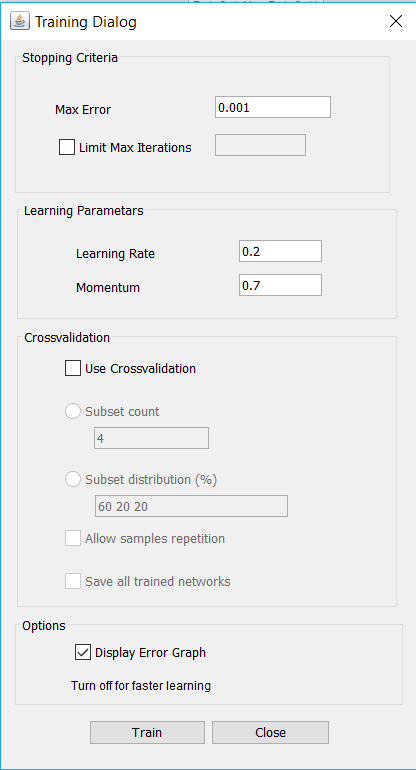 Training Dialog
Stopping Criteria
Max Error 0.001
Limit Max Iterations
Learning Parametars
Learning Rate 0.2
Momentum 0.7
Crossvalidation
Use Crossvalidation
Subset count
4
Subset distribution (%)
60 20 20
Allow samples repetition
Save all trained networks
Options
Display Error Graph
Turn off for faster learning
Train Close